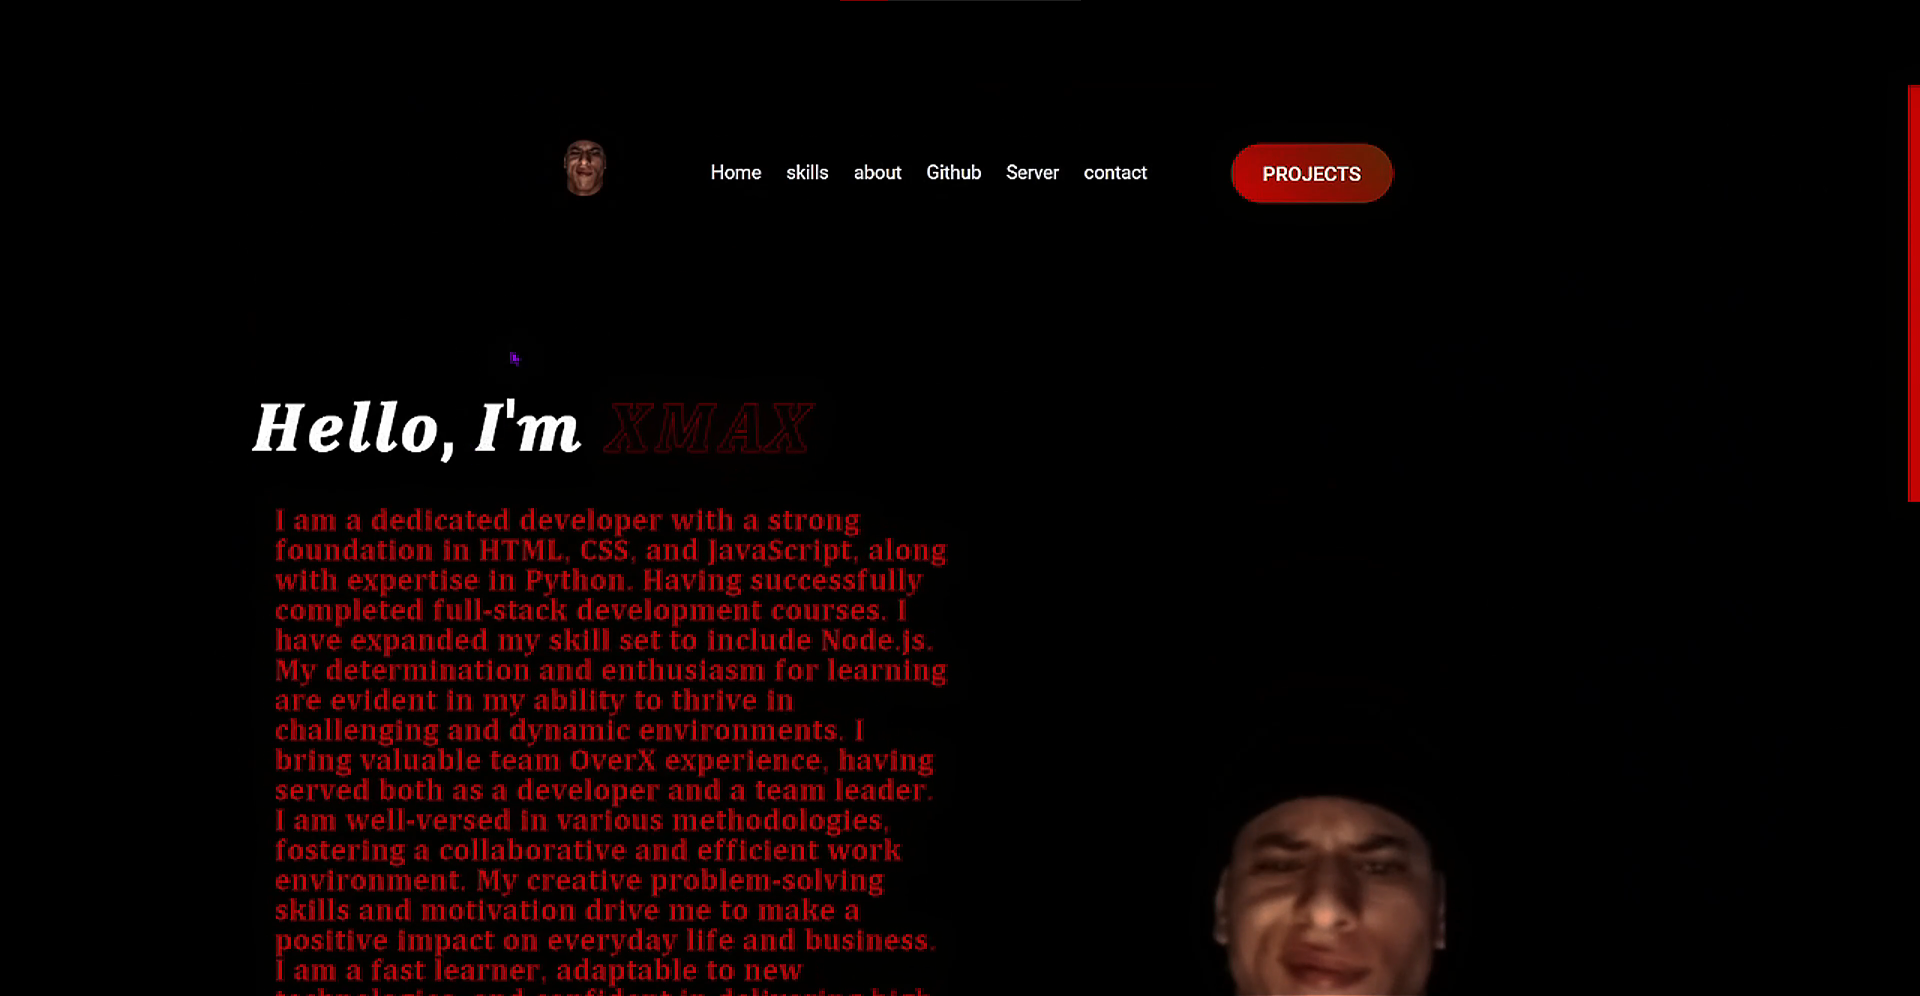 Home skills about Github Server contact PROJECTS
Hello, I'm XMAX
I am a dedicated developer with a strong
foundation in HTML, CSS, and JavaScript, along
with expertise in Python. Having successfully
completed full-stack development courses. I
have expanded my skill set to include Node.js.
My determination and enthusiasm for learning
are evident in my ability to thrive in
challenging and dynamic environments. I
bring valuable team OverX experience, having
served both as a developer and a team leader.
I am well-versed in various methodologies,
fostering a collaborative and efficient work
environment. My creative problem-solving
skills and motivation drive me to make a
positive impact on everyday life and business.
I am a fast learner, adaptable to new